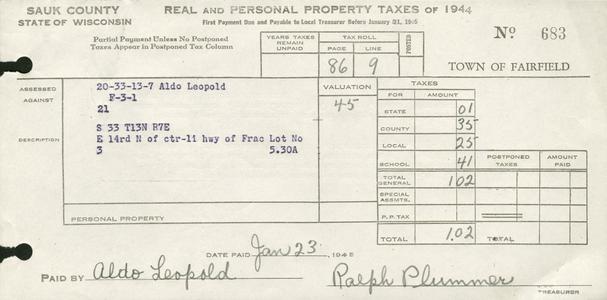 SAUK COUNTY
STATE OF WISCONSIN
REAL AND PERSONAL PROPERTY TAXES OF 1944
First Payment Due and Payable to Local Treasurer Before January 31, 1945
Partial Payment Unless No Postponed
Taxes Appear in Postponed Tax Column
YEARS TAXES REMAIN UNPAID
TAX ROLL
PAGE LINE
86 9
POSTED
No 683
TOWN OF FAIRFIELD
ASSESSED AGAINST
20-33-13-7 Aldo Leopold
F-3-1
21
DESCRIPTION
S 33 T13N R7E
E 14rd N of ctr-li hwy of Frac Lot No
3 5.30A
PERSONAL PROPERTY
VALUATION
45
TAXES
FOR AMOUNT
STATE 01
COUNTY 35
LOCAL 25
SCHOOL 41
POSTPONED TAXES AMOUNT PAID
TOTAL GENERAL 1 02
SPECIAL ASSMTS.
P.P. TAX
TOTAL 1.02 TOTAL
DATE PAID Jan 23, 1945
PAID BY Aldo Leopold
Ralph Plummer
TREASURER